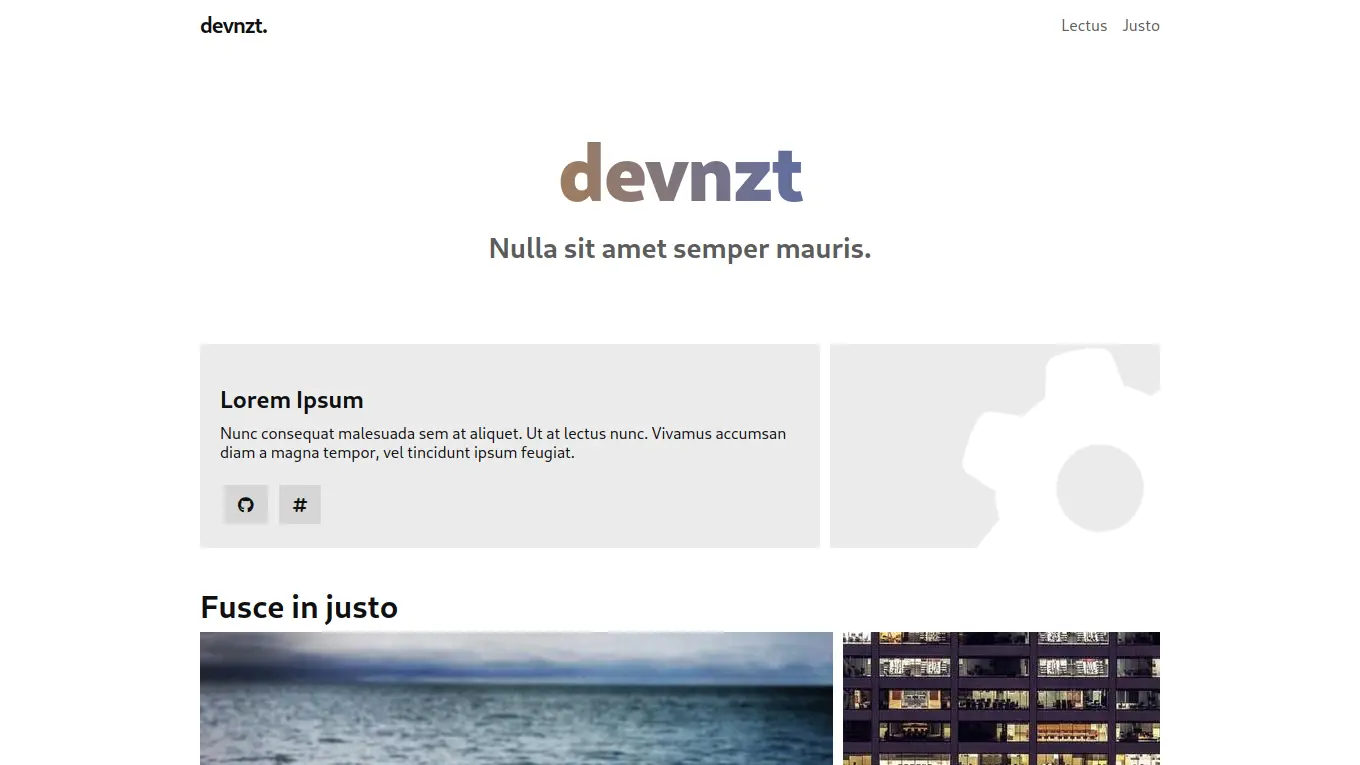 devnzt.
Lectus Justo
devnzt
Nulla sit amet semper mauris.
Lorem Ipsum
Nunc consequat malesuada sem at aliquet. Ut at lectus nunc. Vivamus accumsan
diam a magna tempor, vel tincidunt ipsum feugiat.
#
Fusce in justo